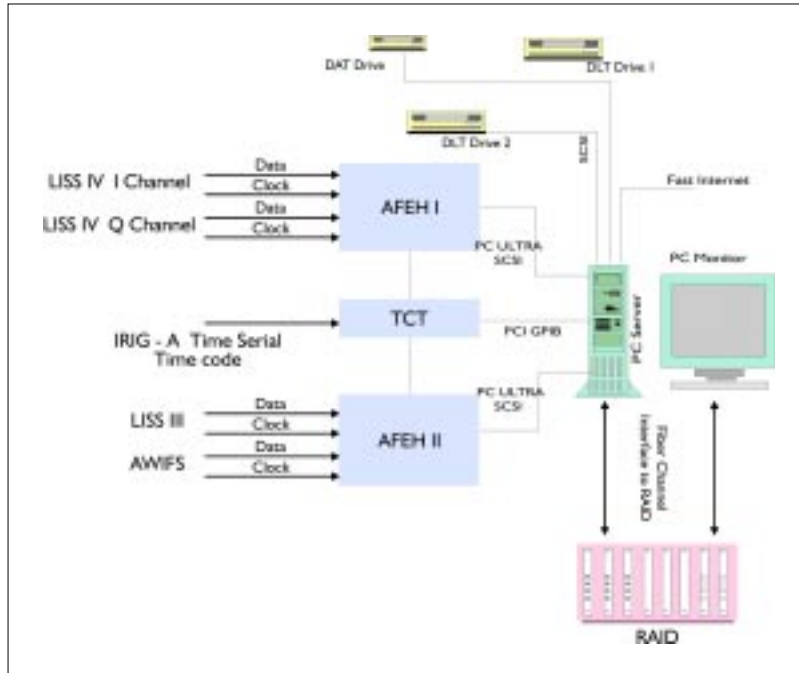 DAT Drive
DLT Drive 1
DLT Drive 2
SCSI
Fast Internet
LISS IV I Channel
Data
Clock
LISS IV Q Channel
Data
Clock
AFEH I
PC ULTRA
SCSI
PC Monitor
PC Server
IRIG - A Time Serial
Time code
TCT
PCI GPIB
LISS III
Data
Clock
AWIFS
Data
Clock
AFEH II
PC ULTRA
SCSI
Fiber Channel
Interface to RAID
RAID